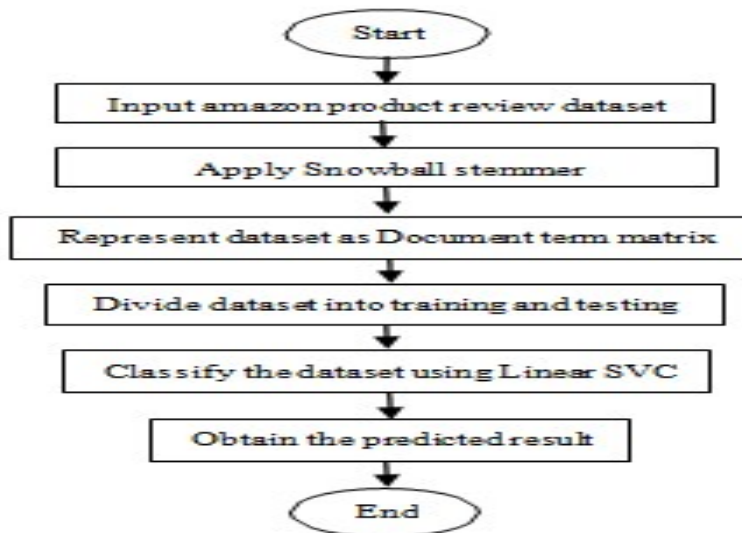 Start
Input amazon product review dataset
Apply Snowball stemmer
Represent dataset as Document term matrix
Divide dataset into training and testing
Classify the dataset using Linear SVC
Obtain the predicted result
End